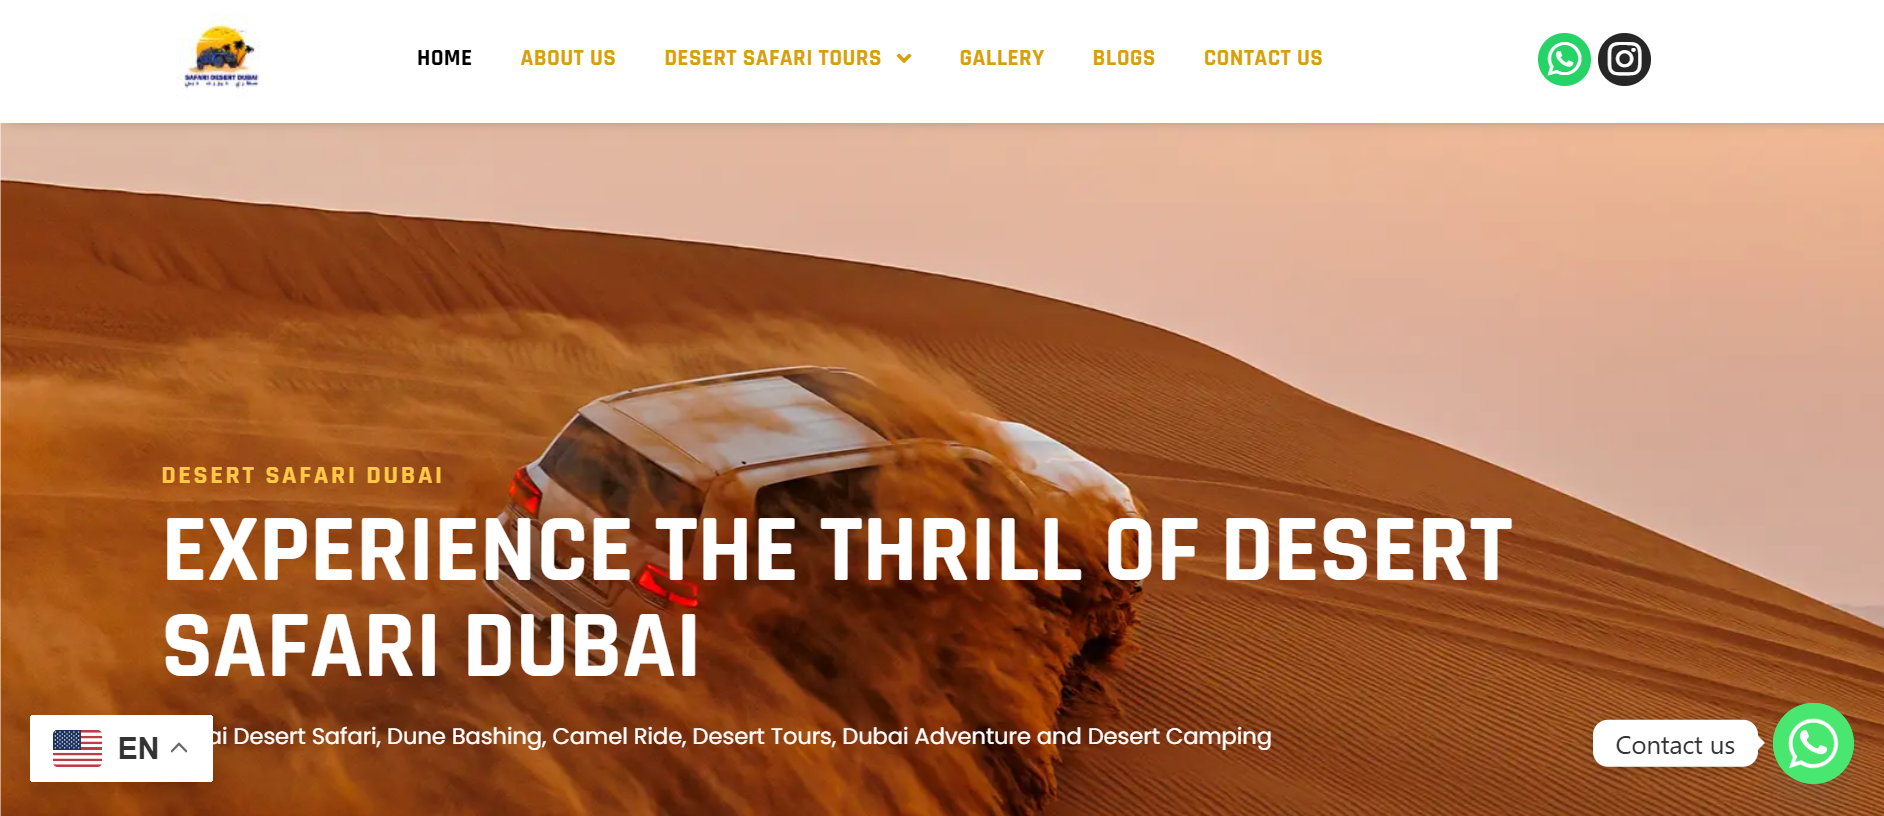 SAFARI DESERT DUBAI
HOME
ABOUT US
DESERT SAFARI TOURS
GALLERY
BLOGS
CONTACT US
DESERT SAFARI DUBAI
EXPERIENCE THE THRILL OF DESERT
SAFARI DUBAI
Desert Safari, Dune Bashing, Camel Ride, Desert Tours, Dubai Adventure and Desert Camping
EN
Contact us